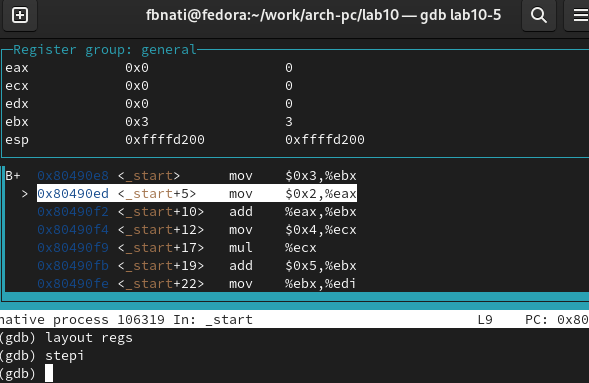 fbnati@fedora:~/work/arch-pc/lab10 — gdb lab10-5
Register group: general
eax 0x0 0
ecx 0x0 0
edx 0x0 0
ebx 0x3 3
esp 0xffffd200 0xffffd200
B+ 0x80490e8 <_start> mov $0x3,%ebx
> 0x80490ed <_start+5> mov $0x2,%eax
0x80490f2 <_start+10> add %eax,%ebx
0x80490f4 <_start+12> mov $0x4,%ecx
0x80490f9 <_start+17> mul %ecx
0x80490fb <_start+19> add $0x5,%ebx
0x80490fe <_start+22> mov %ebx,%edi
native process 106319 In: _start L9 PC: 0x80
(gdb) layout regs
(gdb) stepi
(gdb)